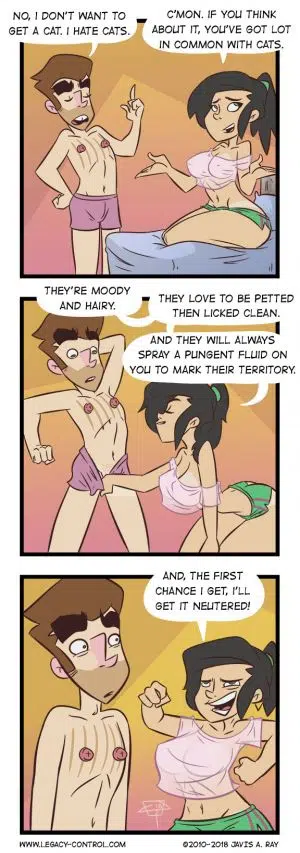 NO, I DON'T WANT TO
GET A CAT. I HATE CATS.
C'MON. IF YOU THINK
ABOUT IT, YOU'VE GOT LOT
IN COMMON WITH CATS.
THEY'RE MOODY
AND HAIRY.
THEY LOVE TO BE PETTED
THEN LICKED CLEAN.
AND THEY WILL ALWAYS
SPRAY A PUNGENT FLUID ON
YOU TO MARK THEIR TERRITORY.
AND, THE FIRST
CHANCE I GET, I'LL
GET IT NEUTERED!
WWW.LEGACY-CONTROL.COM
©2010-2018 JAVIS A. RAY